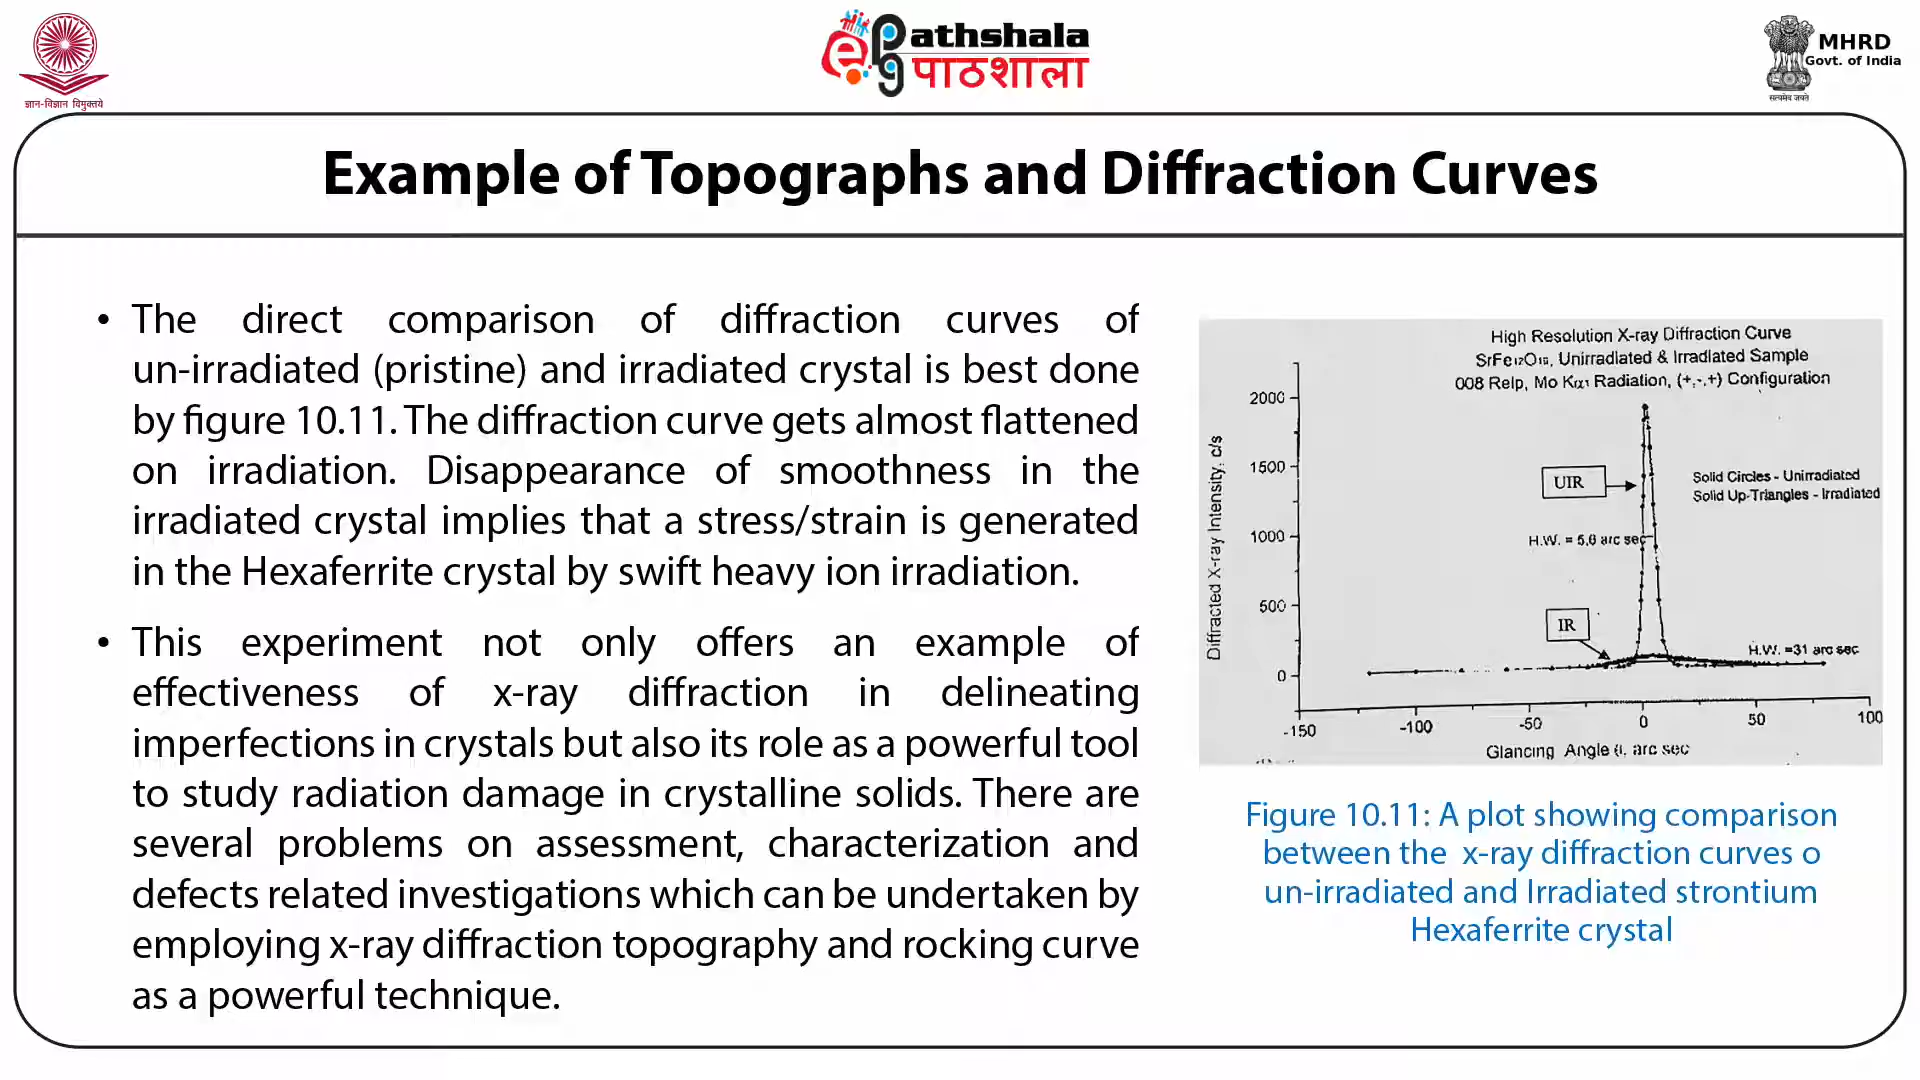 ज्ञान-विज्ञान विमुक्तये
ePathshala
पाठशाला
MHRD
Govt. of India
सत्यमेव जयते
Example of Topographs and Diffraction Curves
• The direct comparison of diffraction curves of
un-irradiated (pristine) and irradiated crystal is best done
by figure 10.11. The diffraction curve gets almost flattened
on irradiation. Disappearance of smoothness in the
irradiated crystal implies that a stress/strain is generated
in the Hexaferrite crystal by swift heavy ion irradiation.
• This experiment not only offers an example of
effectiveness of x-ray diffraction in delineating
imperfections in crystals but also its role as a powerful tool
to study radiation damage in crystalline solids. There are
several problems on assessment, characterization and
defects related investigations which can be undertaken by
employing x-ray diffraction topography and rocking curve
as a powerful technique.
High Resolution X-ray Diffraction Curve
SrFe12O19, Unirradiated & Irradiated Sample
008 Relp, Mo Kα1 Radiation, (+,-,+) Configuration
Diffracted X-ray Intensity, c/s
2000
1500
1000
500
0
UIR
Solid Circles - Unirradiated
Solid Up-Triangles - Irradiated
H.W. = 5.6 arc sec
IR
H.W. =31 arc sec
-150 -100 -50 0 50 100
Glancing Angle θ, arc sec
Figure 10.11: A plot showing comparison
between the x-ray diffraction curves o
un-irradiated and Irradiated strontium
Hexaferrite crystal